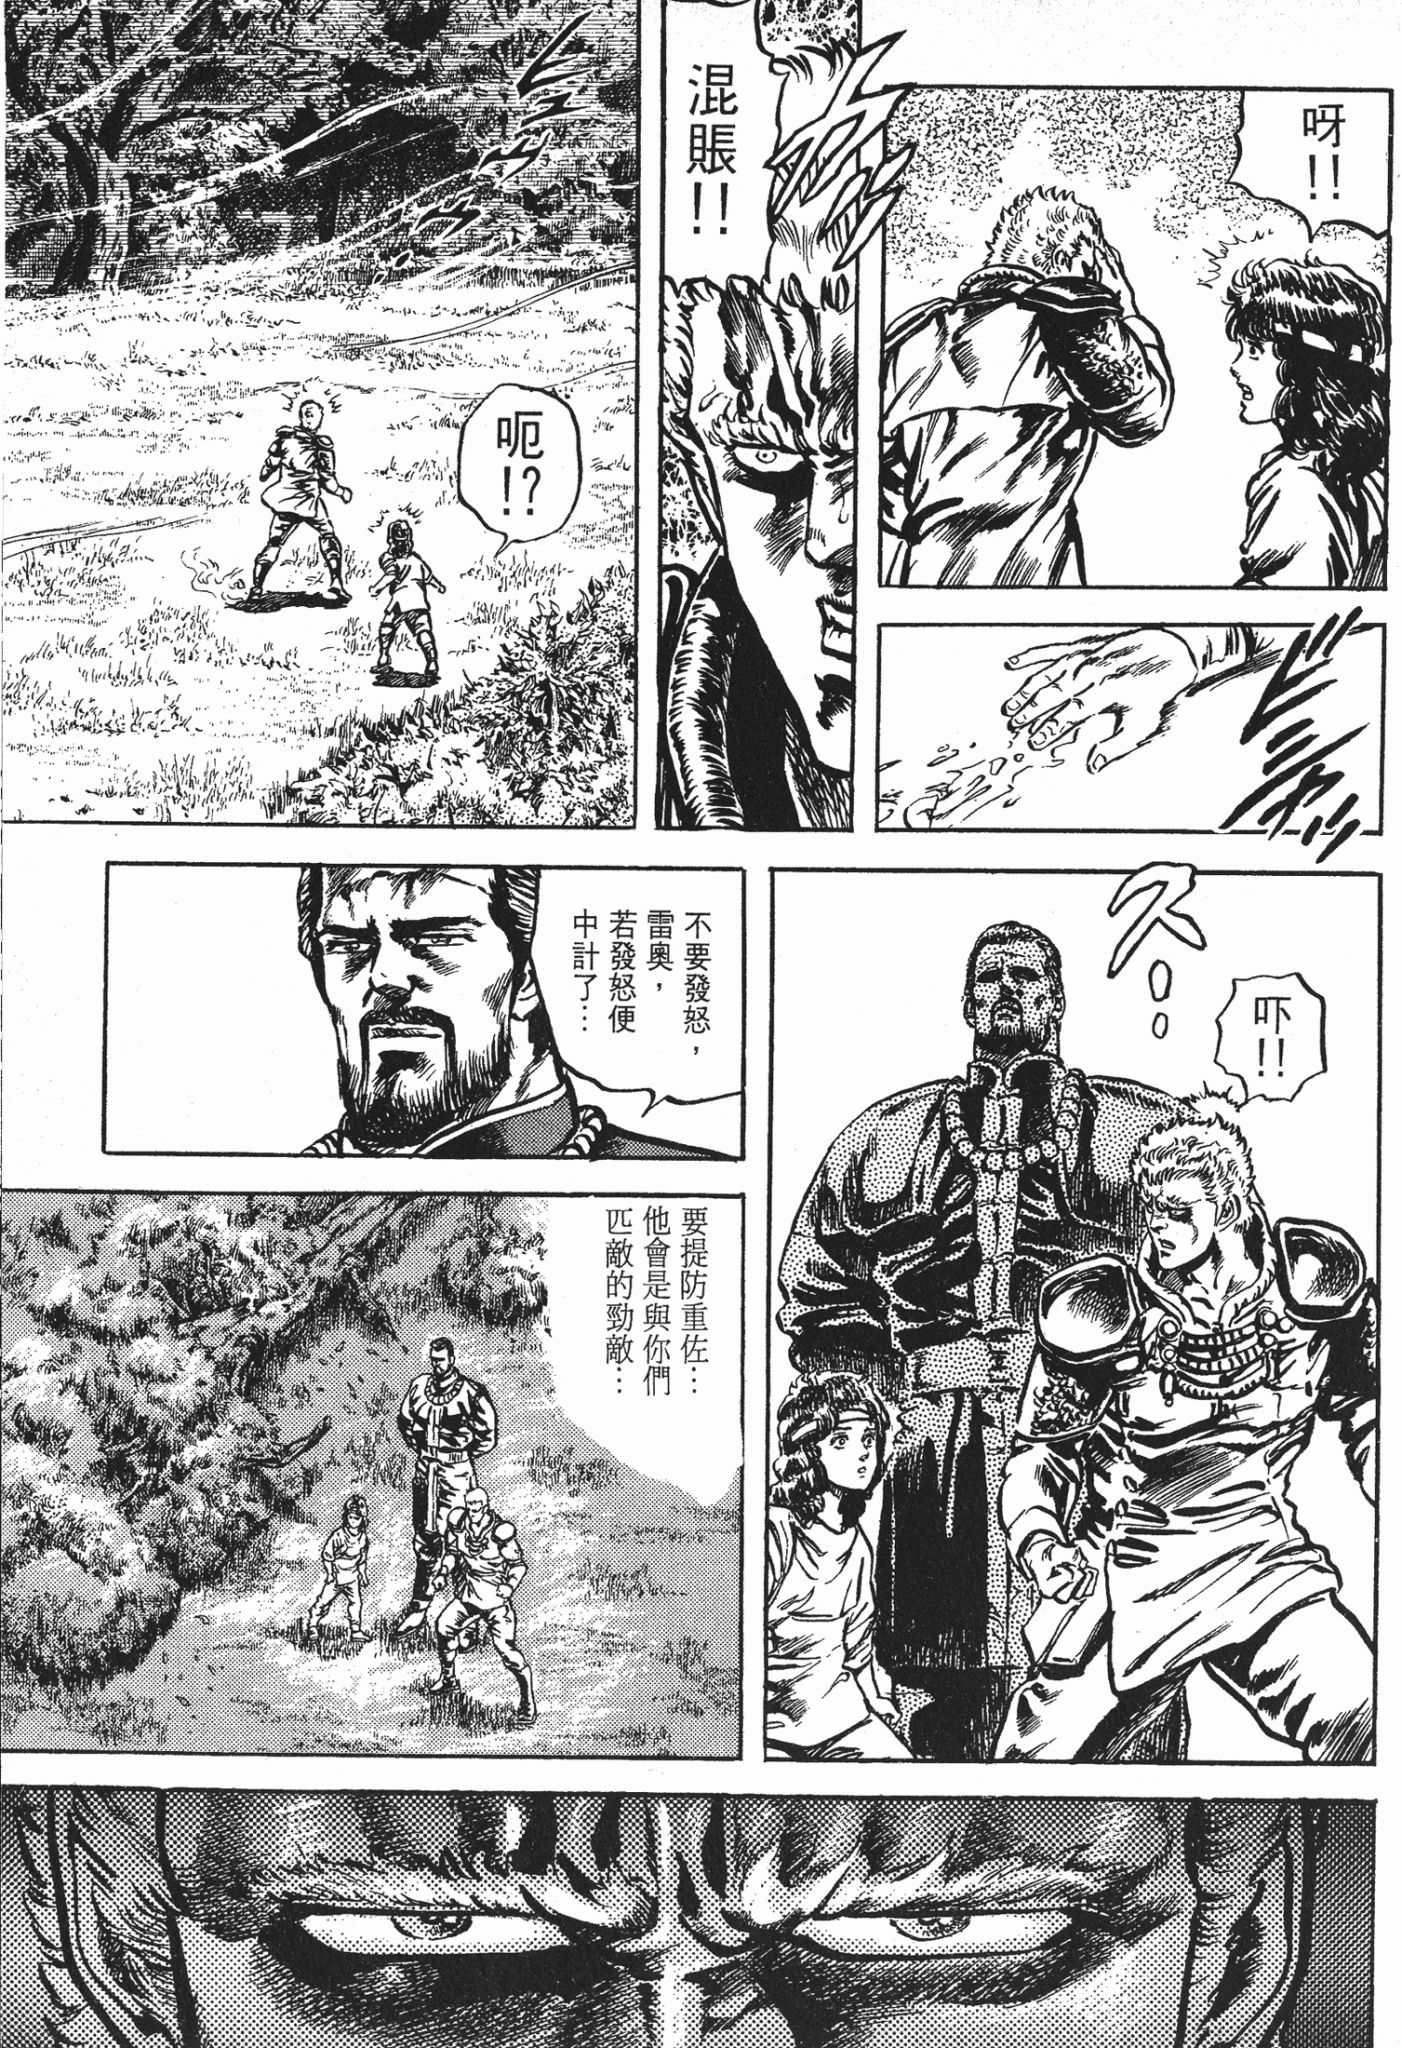 呀!!
混賬!!
呃!?
ズ
吓!!
不要發怒，
雷奧，
若發怒便
中計了…
要提防重佐…
他會是與你們
匹敵的勁敵…